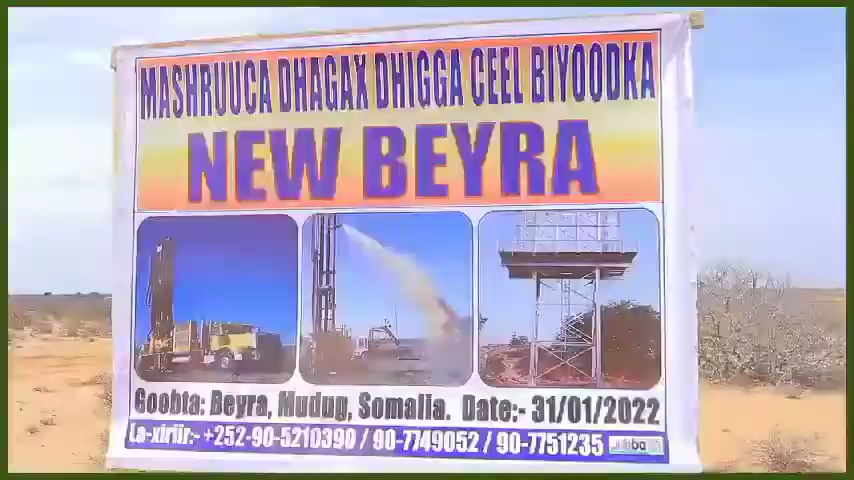 MASHRUUCA DHAGAX DHIGGA CEEL BIYOODKA
NEW BEYRA
Goobta: Beyra, Mudug, Somalia. Date:- 31/01/2022
La-xiriir:- +252-90-5210390 / 90-7749052 / 90-7751235